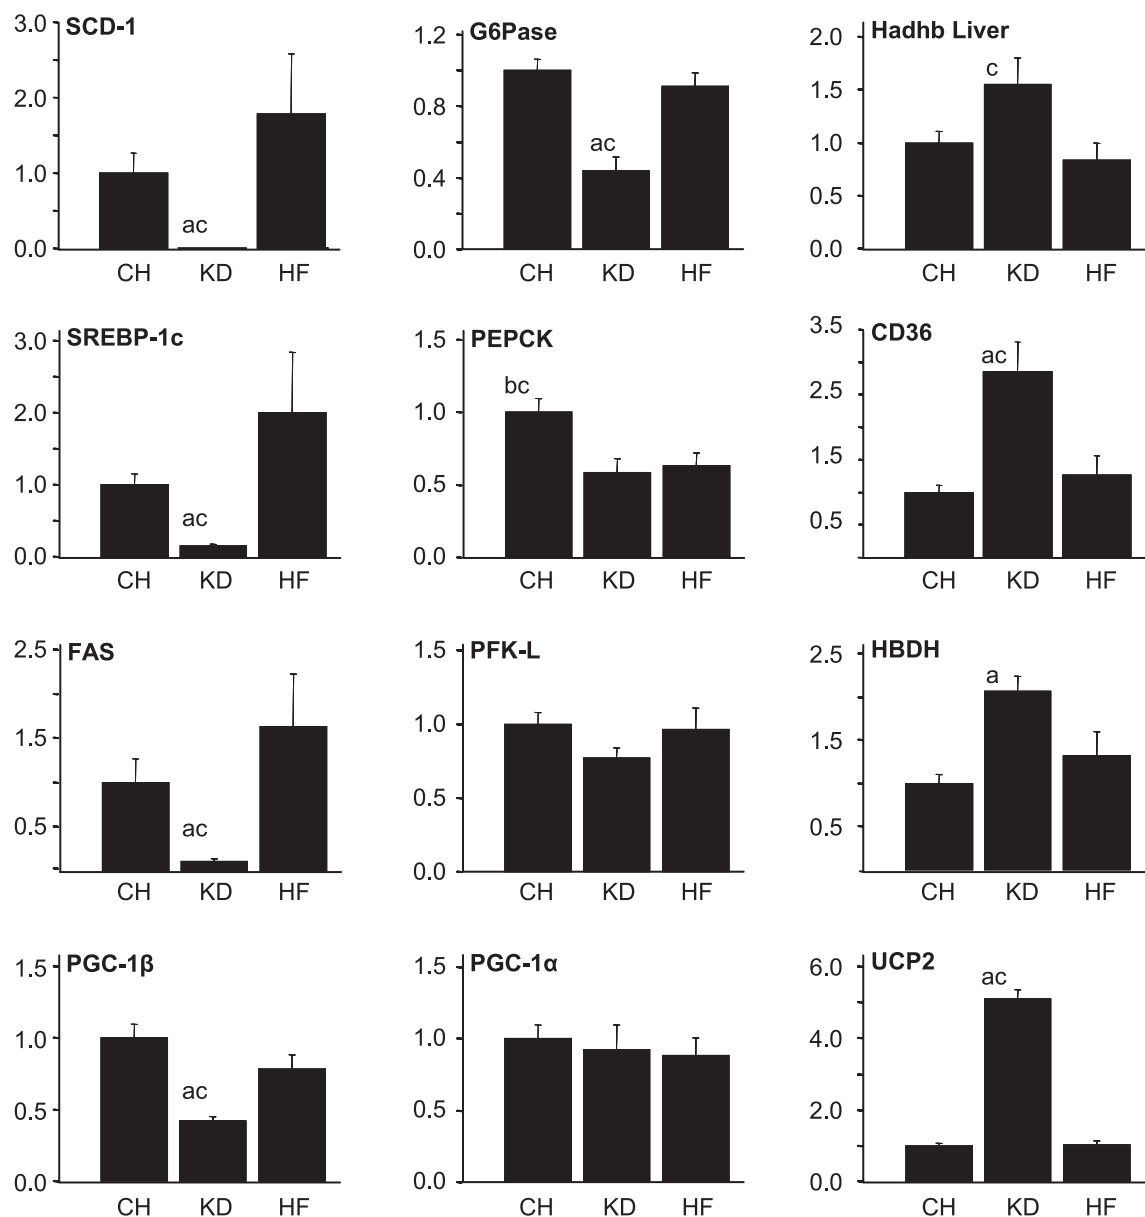 SCD-1
3.0
2.0
1.0
0.0
ac
CH KD HF
G6Pase
1.2
0.8
0.4
0.0
ac
CH KD HF
Hadhb Liver
2.0
1.5
1.0
0.5
0.0
c
CH KD HF
SREBP-1c
3.0
2.0
1.0
0.0
ac
CH KD HF
PEPCK
1.5
1.0
0.5
0.0
bc
CH KD HF
CD36
3.5
2.5
1.5
0.5
ac
CH KD HF
FAS
2.5
1.5
0.5
ac
CH KD HF
PFK-L
1.5
1.0
0.5
0.0
CH KD HF
HBDH
2.5
1.5
0.5
a
CH KD HF
PGC-1β
1.5
1.0
0.5
0.0
ac
CH KD HF
PGC-1α
1.5
1.0
0.5
0.0
CH KD HF
UCP2
6.0
4.0
2.0
0.0
ac
CH KD HF